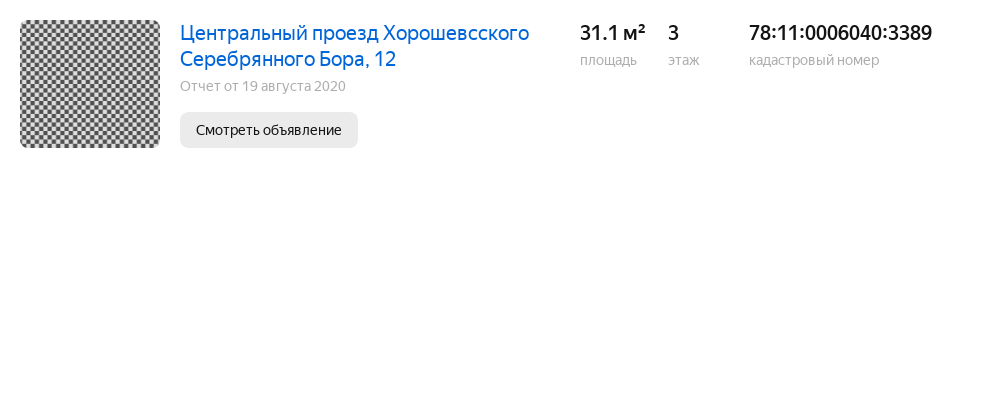 Центральный проезд Хорошевсского
Серебрянного Бора, 12
Отчет от 19 августа 2020
Смотреть объявление
31.1 м²
площадь
3
этаж
78:11:0006040:3389
кадастровый номер